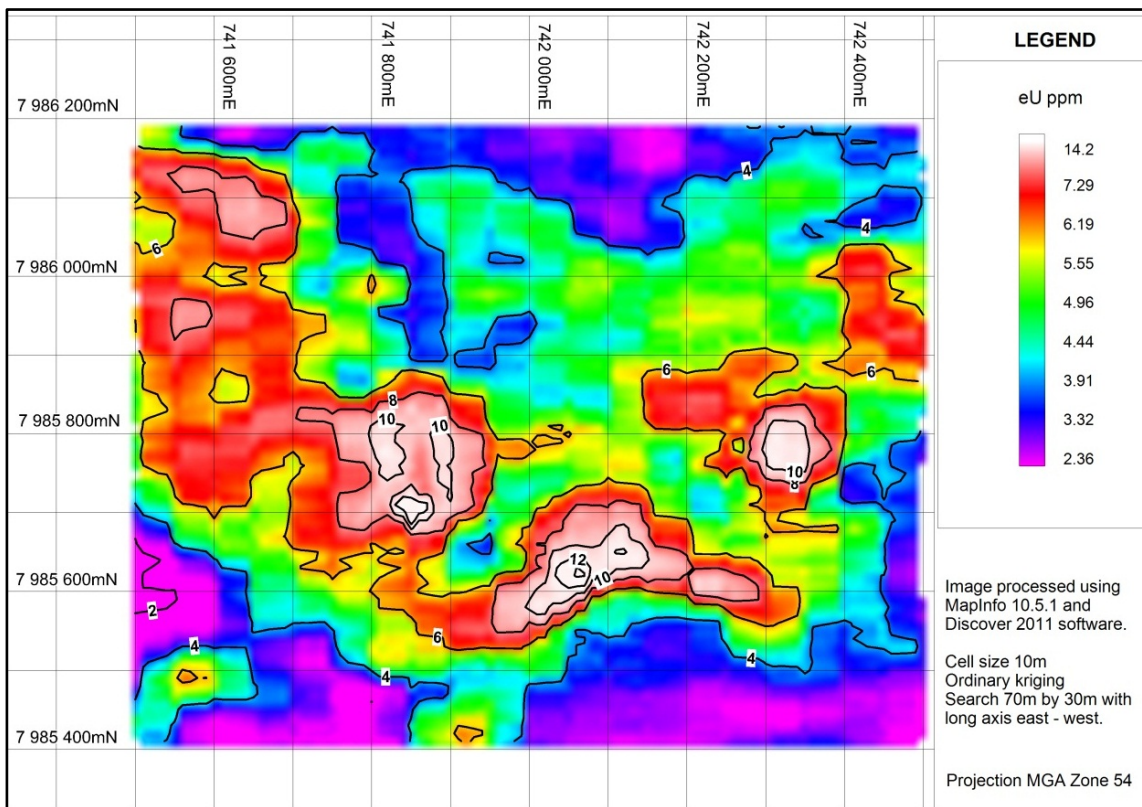 741 600mE
741 800mE
742 000mE
742 200mE
742 400mE
LEGEND
7 986 200mN
eU ppm
14.2
7.29
6.19
5.55
4.96
4.44
3.91
3.32
2.36
4
4
6
7 986 000mN
6
6
8
7 985 800mN
10
10
10
8
12
10
7 985 600mN
2
6
4
4
4
7 985 400mN
Image processed using
MapInfo 10.5.1 and
Discover 2011 software.
Cell size 10m
Ordinary kriging
Search 70m by 30m with
long axis east - west.
Projection MGA Zone 54